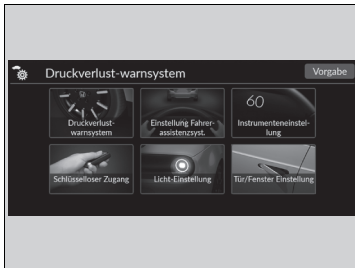 Druckverlust-warnsystem
Vorgabe
Druckverlust-
warnsystem
Einstellung Fahrer-
assistenzsyst.
60
Instrumenteneinstel-
lung
Schlüsselloser Zugang
Licht-Einstellung
Tür/Fenster Einstellung